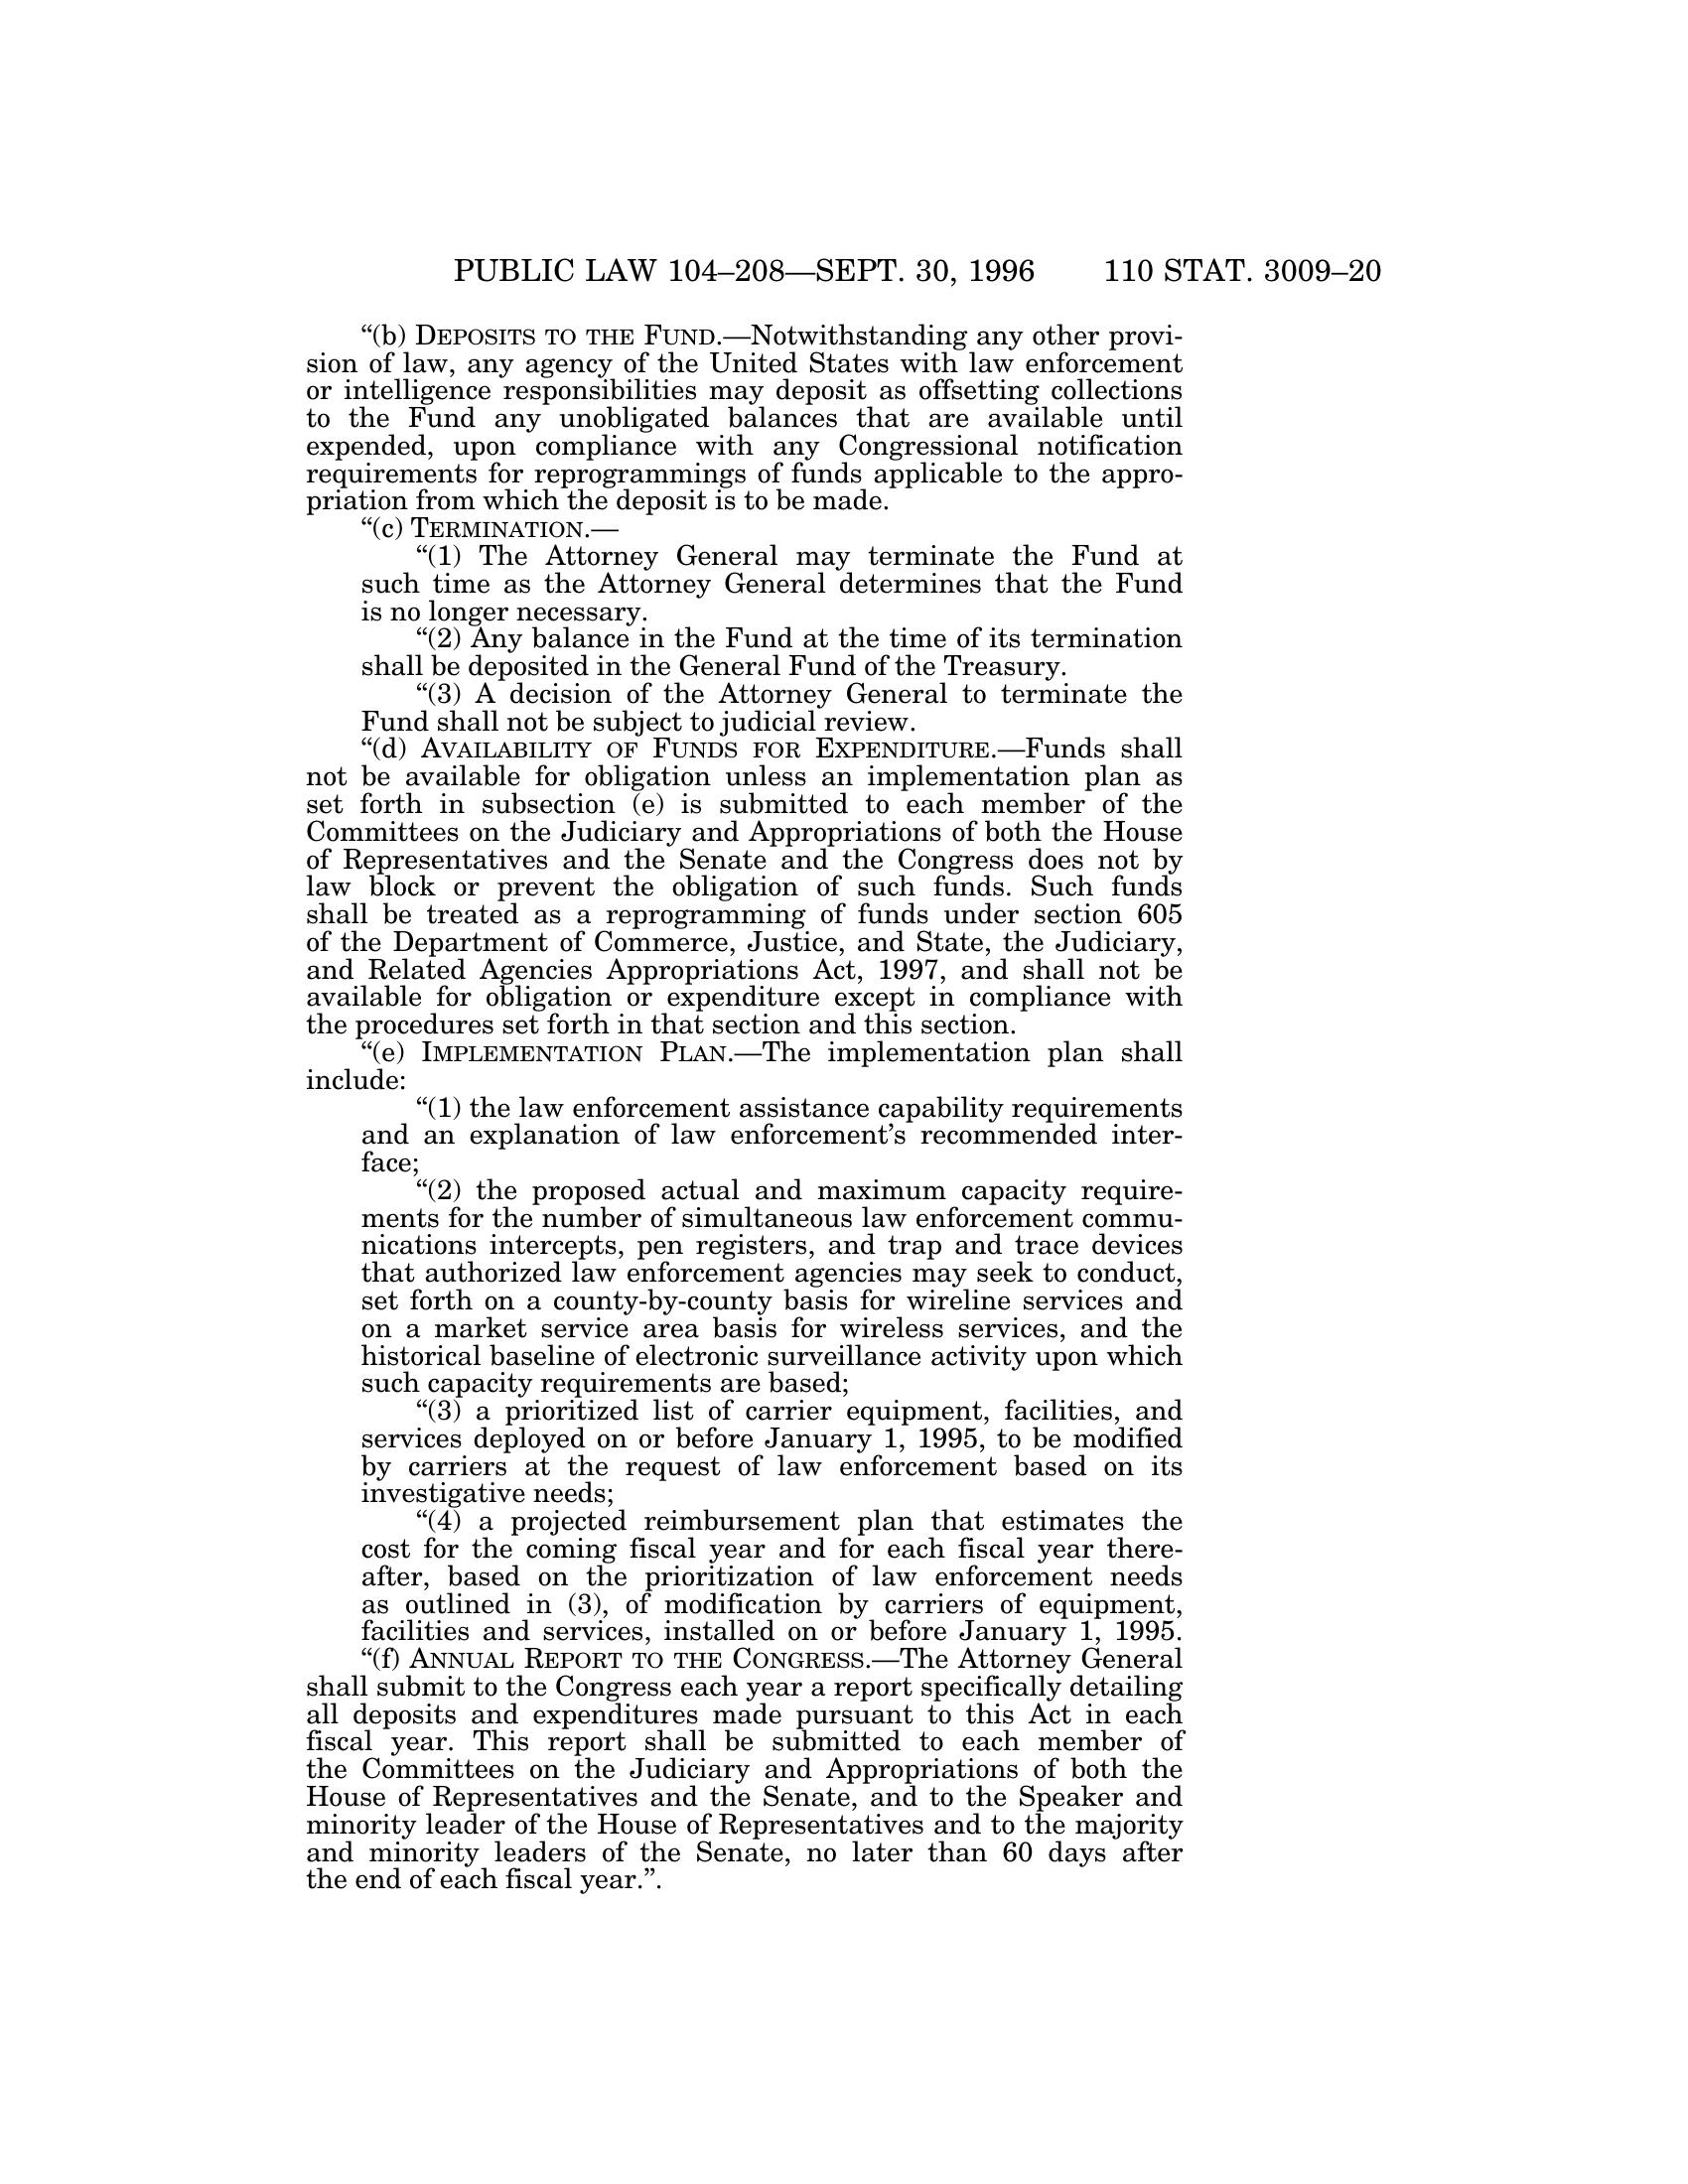 PUBLIC LAW 104–208—SEPT. 30, 1996 110 STAT. 3009–20
“(b) DEPOSITS TO THE FUND.—Notwithstanding any other provi-
sion of law, any agency of the United States with law enforcement
or intelligence responsibilities may deposit as offsetting collections
to the Fund any unobligated balances that are available until
expended, upon compliance with any Congressional notification
requirements for reprogrammings of funds applicable to the appro-
priation from which the deposit is to be made.
“(c) TERMINATION.—
“(1) The Attorney General may terminate the Fund at
such time as the Attorney General determines that the Fund
is no longer necessary.
“(2) Any balance in the Fund at the time of its termination
shall be deposited in the General Fund of the Treasury.
“(3) A decision of the Attorney General to terminate the
Fund shall not be subject to judicial review.
“(d) AVAILABILITY OF FUNDS FOR EXPENDITURE.—Funds shall
not be available for obligation unless an implementation plan as
set forth in subsection (e) is submitted to each member of the
Committees on the Judiciary and Appropriations of both the House
of Representatives and the Senate and the Congress does not by
law block or prevent the obligation of such funds. Such funds
shall be treated as a reprogramming of funds under section 605
of the Department of Commerce, Justice, and State, the Judiciary,
and Related Agencies Appropriations Act, 1997, and shall not be
available for obligation or expenditure except in compliance with
the procedures set forth in that section and this section.
“(e) IMPLEMENTATION PLAN.—The implementation plan shall
include:
“(1) the law enforcement assistance capability requirements
and an explanation of law enforcement’s recommended inter-
face;
“(2) the proposed actual and maximum capacity require-
ments for the number of simultaneous law enforcement commu-
nications intercepts, pen registers, and trap and trace devices
that authorized law enforcement agencies may seek to conduct,
set forth on a county-by-county basis for wireline services and
on a market service area basis for wireless services, and the
historical baseline of electronic surveillance activity upon which
such capacity requirements are based;
“(3) a prioritized list of carrier equipment, facilities, and
services deployed on or before January 1, 1995, to be modified
by carriers at the request of law enforcement based on its
investigative needs;
“(4) a projected reimbursement plan that estimates the
cost for the coming fiscal year and for each fiscal year there-
after, based on the prioritization of law enforcement needs
as outlined in (3), of modification by carriers of equipment,
facilities and services, installed on or before January 1, 1995.
“(f) ANNUAL REPORT TO THE CONGRESS.—The Attorney General
shall submit to the Congress each year a report specifically detailing
all deposits and expenditures made pursuant to this Act in each
fiscal year. This report shall be submitted to each member of
the Committees on the Judiciary and Appropriations of both the
House of Representatives and the Senate, and to the Speaker and
minority leader of the House of Representatives and to the majority
and minority leaders of the Senate, no later than 60 days after
the end of each fiscal year.”.